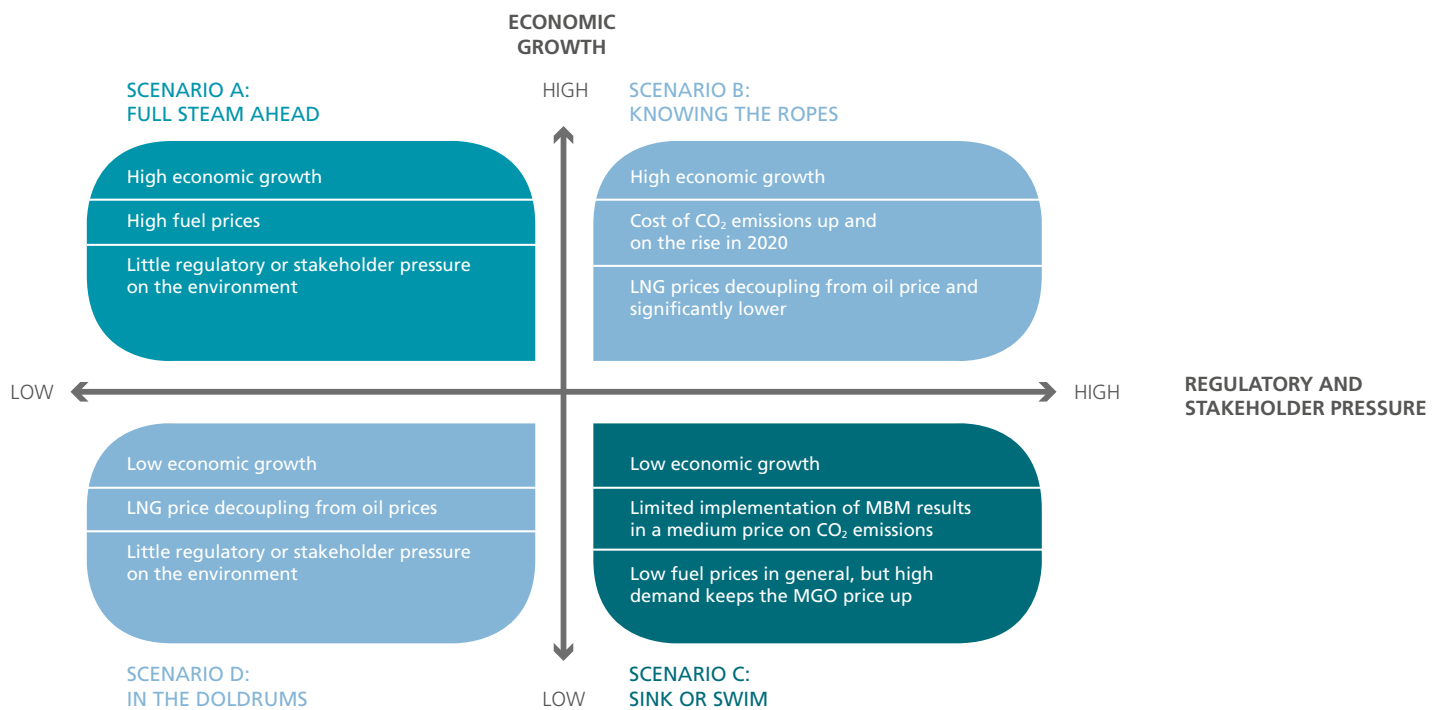 ECONOMIC
GROWTH
HIGH
SCENARIO A:
FULL STEAM AHEAD
High economic growth
High fuel prices
Little regulatory or stakeholder pressure
on the environment
SCENARIO B:
KNOWING THE ROPES
High economic growth
Cost of CO₂ emissions up and
on the rise in 2020
LNG prices decoupling from oil price and
significantly lower
LOW
HIGH
REGULATORY AND
STAKEHOLDER PRESSURE
Low economic growth
LNG price decoupling from oil prices
Little regulatory or stakeholder pressure
on the environment
SCENARIO D:
IN THE DOLDRUMS
Low economic growth
Limited implementation of MBM results
in a medium price on CO₂ emissions
Low fuel prices in general, but high
demand keeps the MGO price up
SCENARIO C:
SINK OR SWIM
LOW